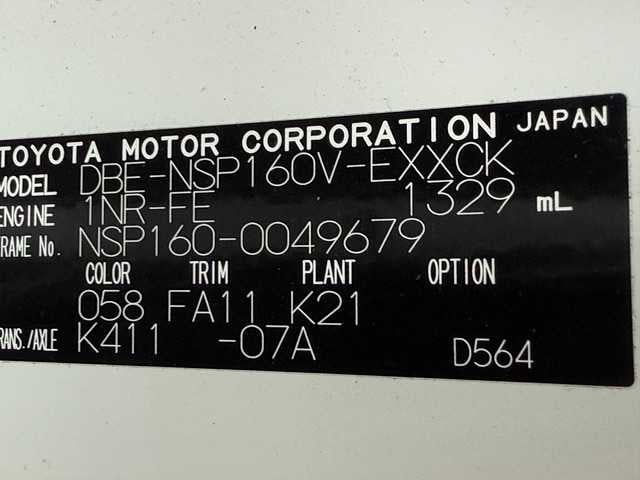 TOYOTA MOTOR CORPORATION JAPAN
MODEL DBE-NSP160V-EXXCK
ENGINE 1NR-FE 1329 mL
FRAME No. NSP160-0049679
COLOR TRIM PLANT OPTION
058 FA11 K21
RANS./AXLE K411 -07A D564